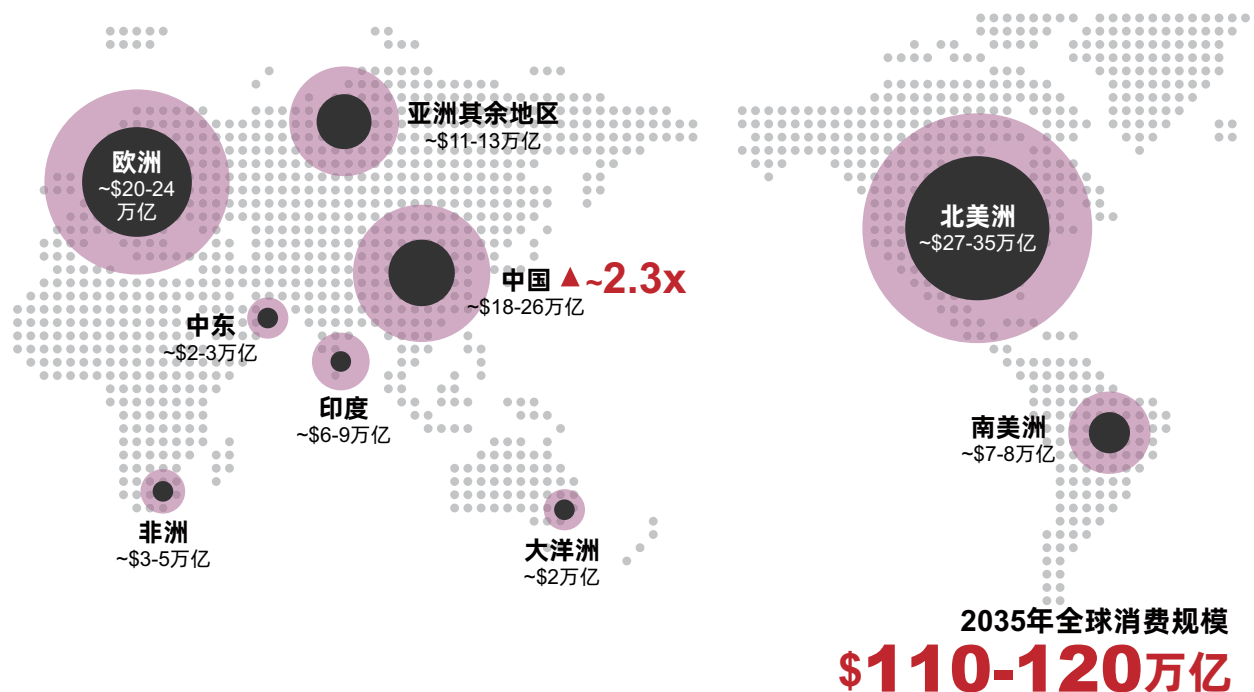 亚洲其余地区
~$11-13万亿
欧洲
~$20-24
万亿
北美洲
~$27-35万亿
中国 ▲~2.3x
~$18-26万亿
中东
~$2-3万亿
印度
~$6-9万亿
南美洲
~$7-8万亿
非洲
~$3-5万亿
大洋洲
~$2万亿
2035年全球消费规模
$110-120万亿